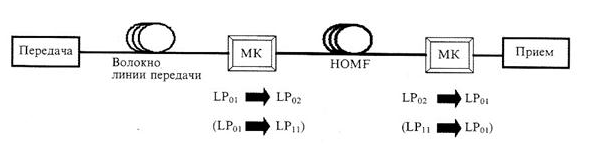 Передача
Волокно
линии передачи
МК
HOMF
МК
Прием
LP₀₁ ➡ LP₀₂
(LP₀₁ ➡ LP₁₁)
LP₀₂ ➡ LP₀₁
(LP₁₁ ➡ LP₀₁)